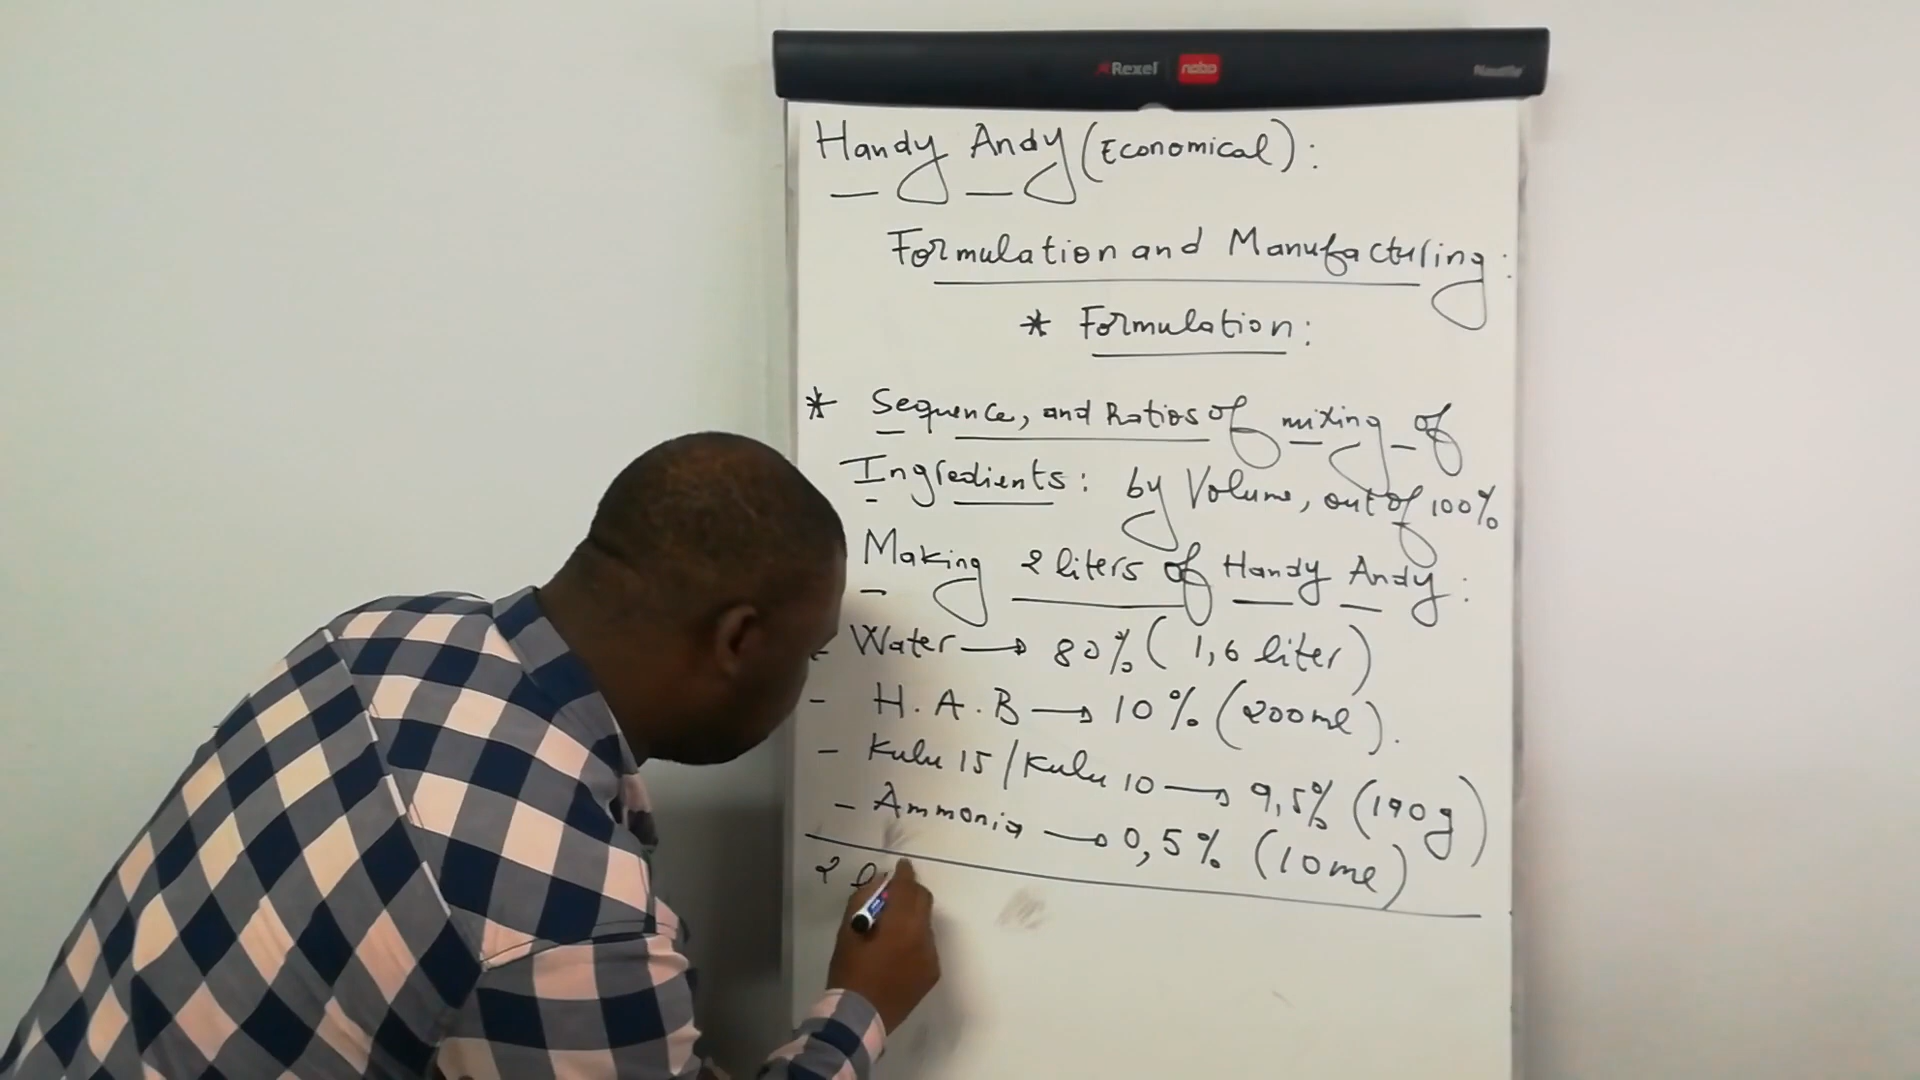 Rexel nobo
Handy Andy (Economical):
Formulation and Manufacturing:
* Formulation:
* Sequence, and Ratios of mixing of
Ingredients: by Volume, out of 100%
Making 2 liters of Handy Andy:
- Water → 80% (1,6 liter)
- H.A.B → 10% (200ml).
- Kulu 15/Kulu 10 → 9,5% (190g)
- Ammonia → 0,5% (10ml)
2